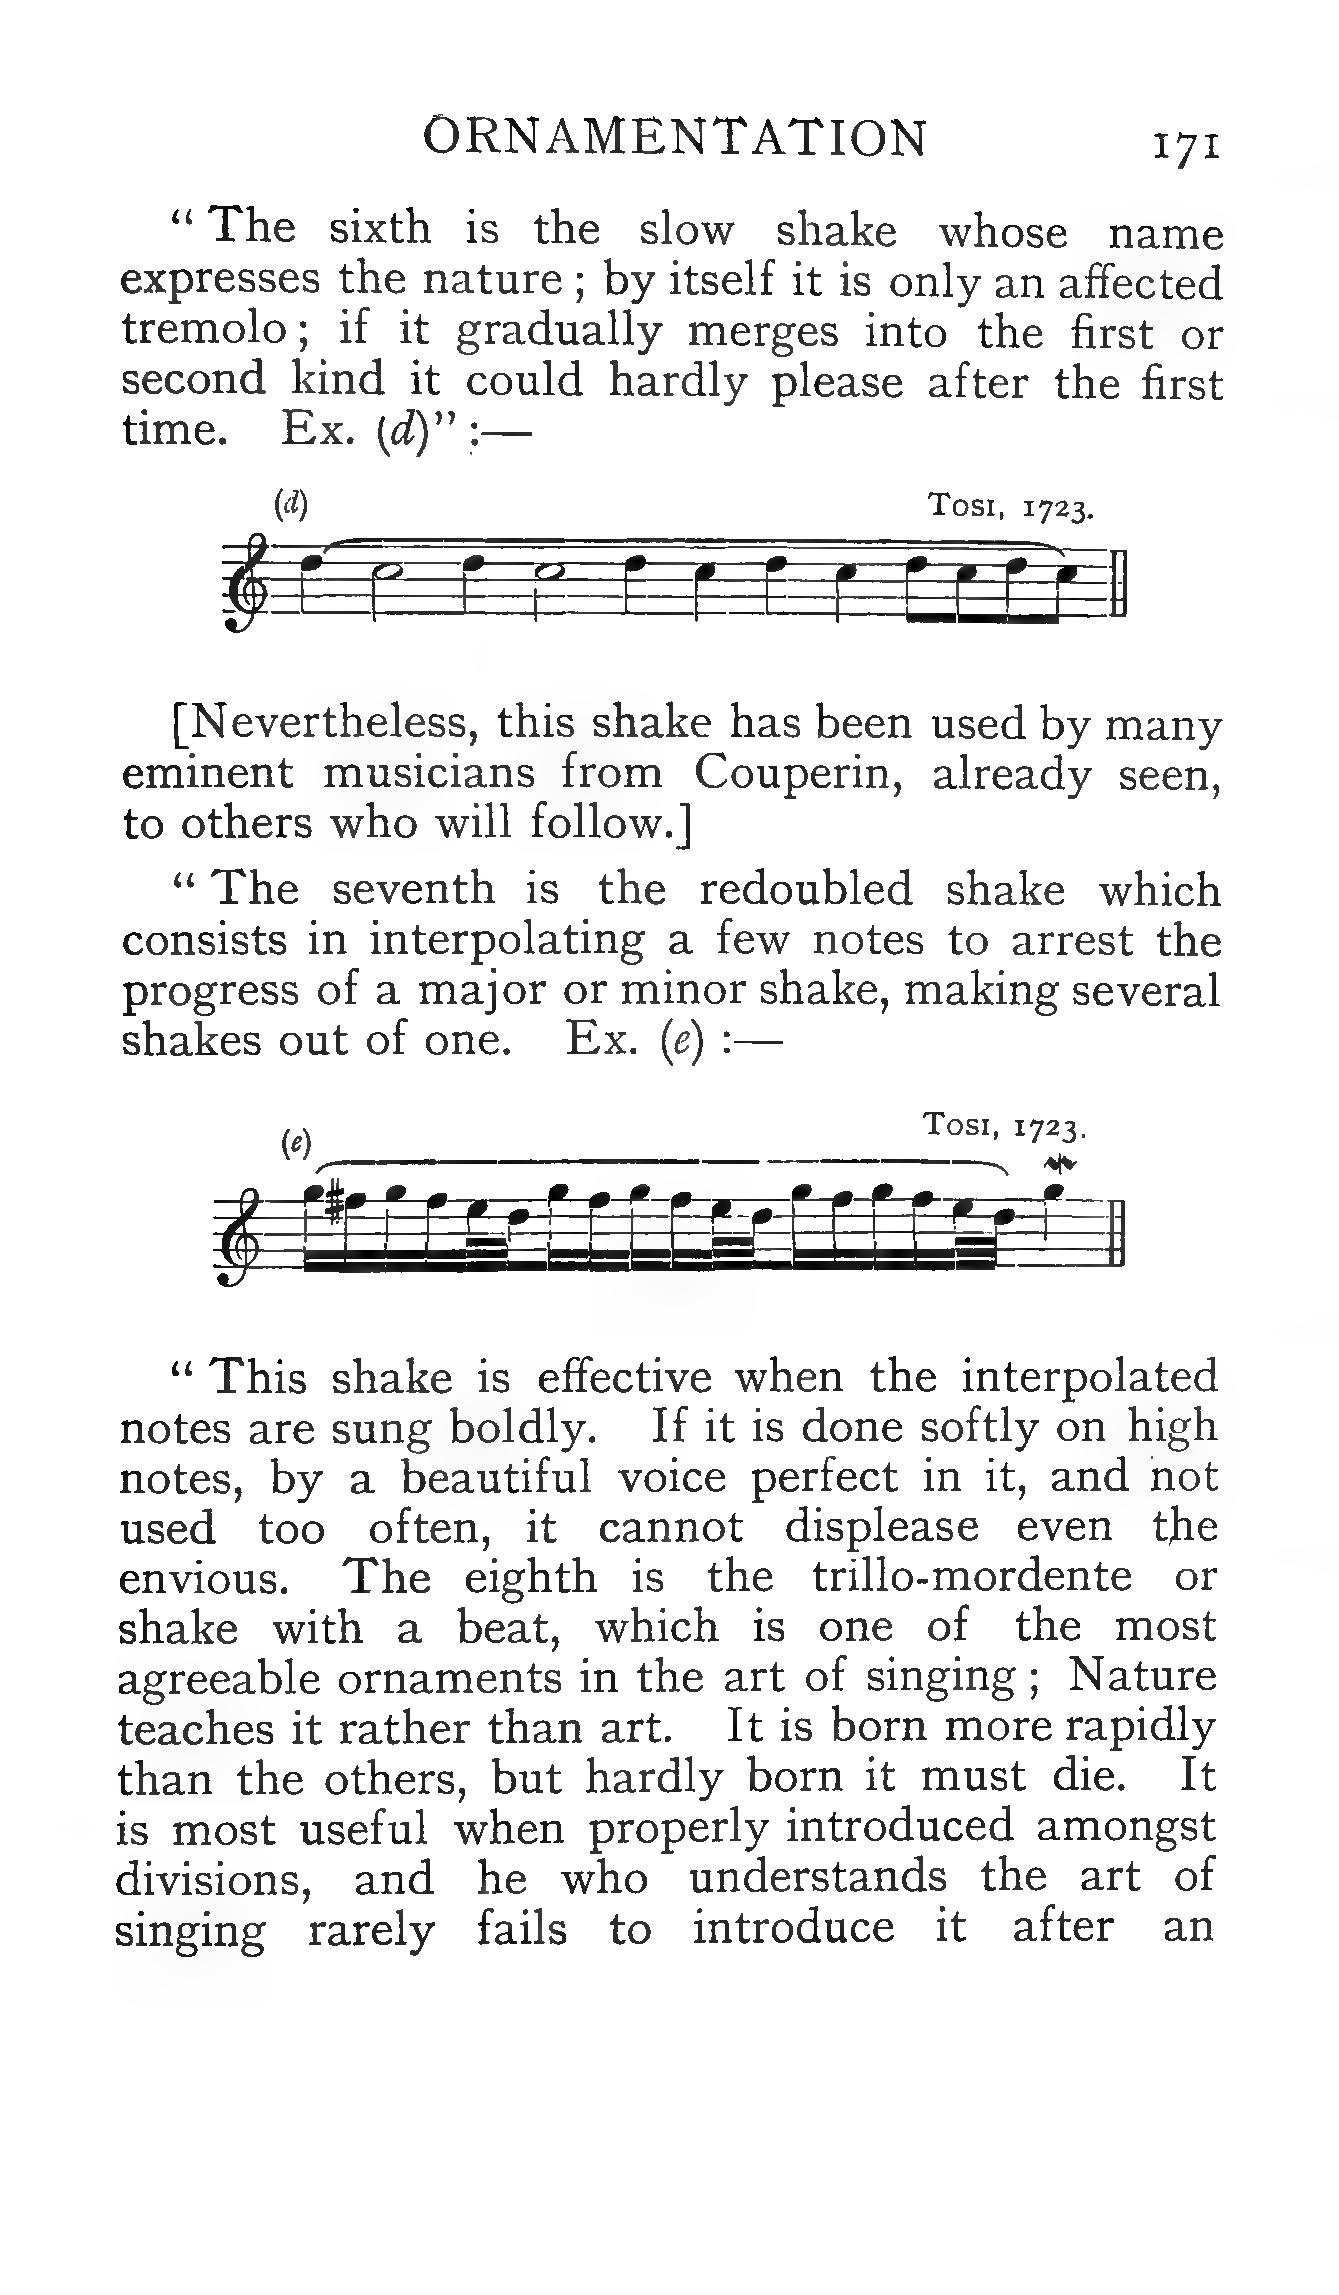 ORNAMENTATION 171
“ The sixth is the slow shake whose name
expresses the nature ; by itself it is only an affected
tremolo ; if it gradually merges into the first or
second kind it could hardly please after the first
time. Ex. (d)” :—
(d) Tosi, 1723.
[Nevertheless, this shake has been used by many
eminent musicians from Couperin, already seen,
to others who will follow.]
“ The seventh is the redoubled shake which
consists in interpolating a few notes to arrest the
progress of a major or minor shake, making several
shakes out of one. Ex. (e) :—
(e) Tosi, 1723.
“ This shake is effective when the interpolated
notes are sung boldly. If it is done softly on high
notes, by a beautiful voice perfect in it, and not
used too often, it cannot displease even the
envious. The eighth is the trillo-mordente or
shake with a beat, which is one of the most
agreeable ornaments in the art of singing ; Nature
teaches it rather than art. It is born more rapidly
than the others, but hardly born it must die. It
is most useful when properly introduced amongst
divisions, and he who understands the art of
singing rarely fails to introduce it after an